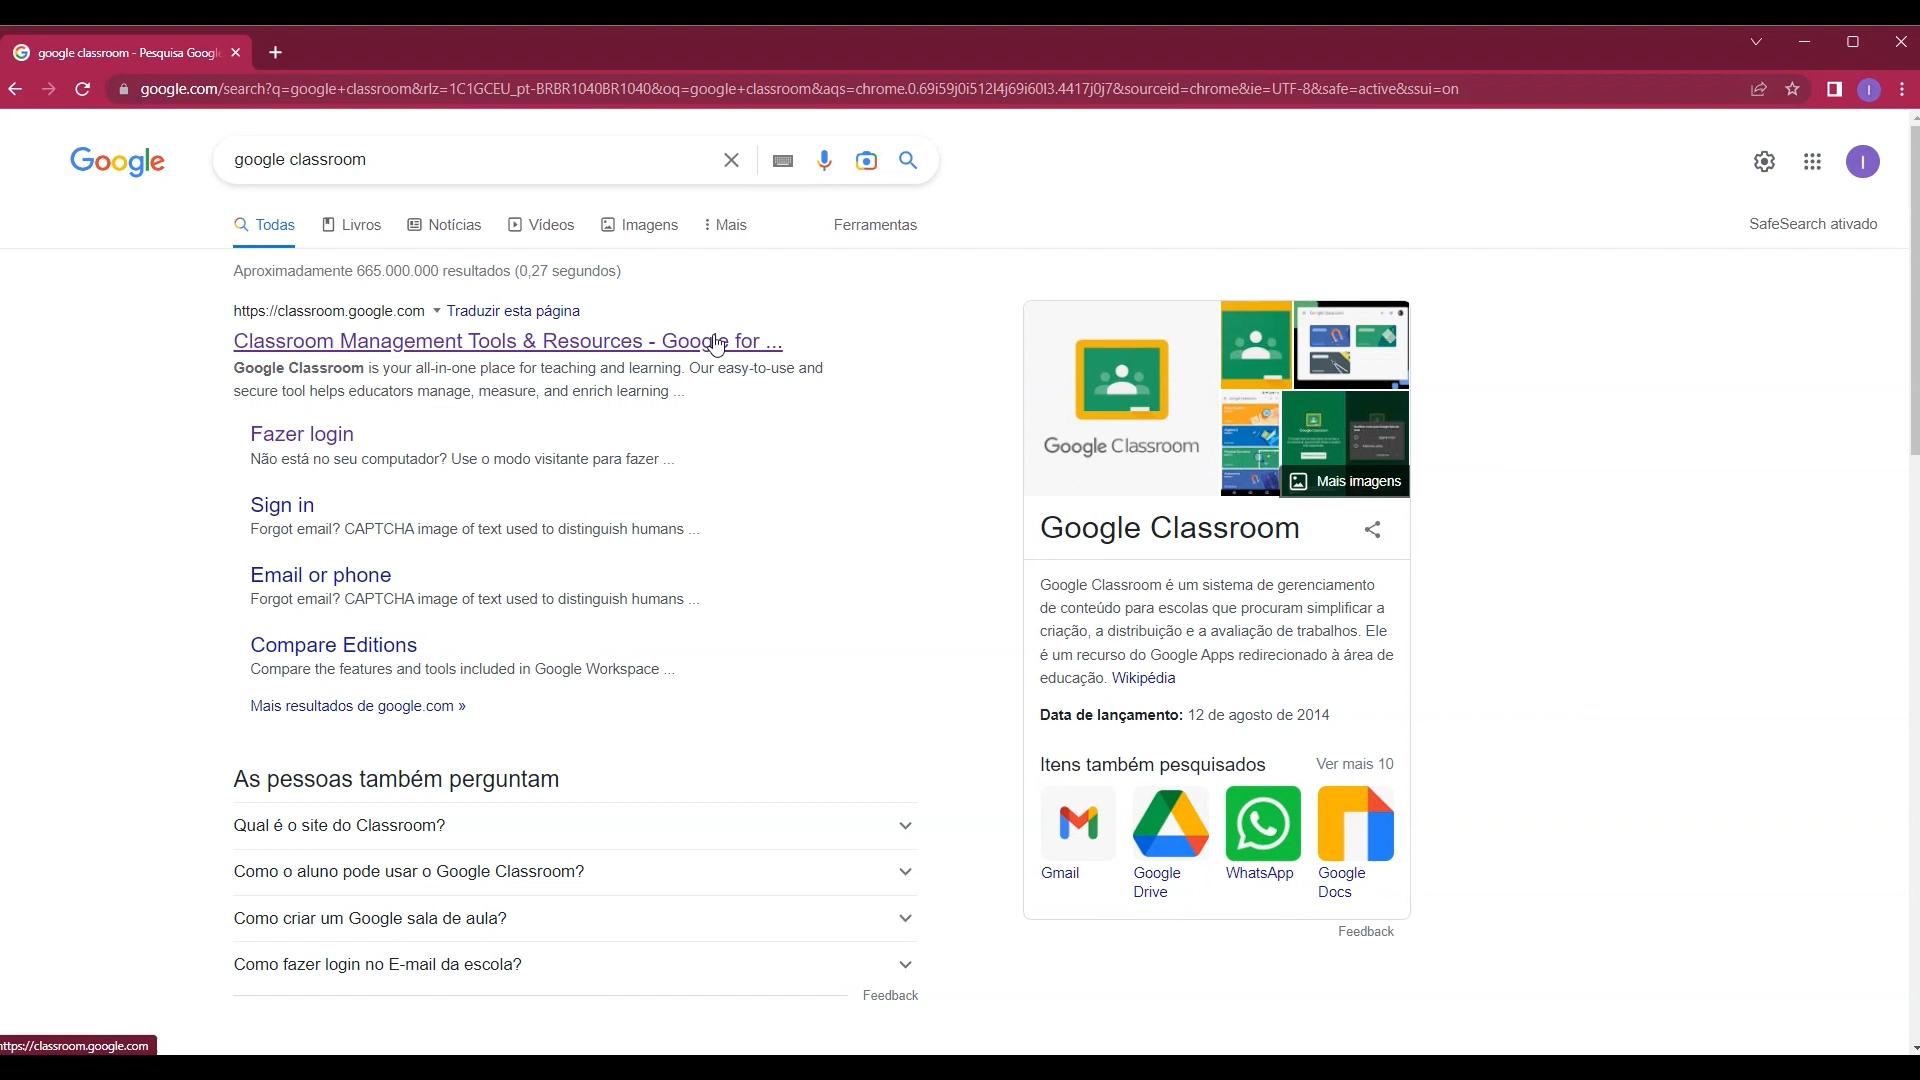 google classroom - Pesquisa Google
google.com/search?q=google+classroom&rlz=1C1GCEU_pt-BRBR1040BR1040&oq=google+classroom&aqs=chrome.0.69i59j0i512l4j69i60l3.4417j0j7&sourceid=chrome&ie=UTF-8&safe=active&ssui=on
I
Google
google classroom
I
Todas
Livros
Notícias
Vídeos
Imagens
Mais
Ferramentas
SafeSearch ativado
Aproximadamente 665.000.000 resultados (0,27 segundos)
https://classroom.google.com
Traduzir esta página
Classroom Management Tools & Resources - Google for ...
Google Classroom is your all-in-one place for teaching and learning. Our easy-to-use and
secure tool helps educators manage, measure, and enrich learning ...
Fazer login
Não está no seu computador? Use o modo visitante para fazer ...
Sign in
Forgot email? CAPTCHA image of text used to distinguish humans ...
Email or phone
Forgot email? CAPTCHA image of text used to distinguish humans ...
Compare Editions
Compare the features and tools included in Google Workspace ...
Mais resultados de google.com »
As pessoas também perguntam
Qual é o site do Classroom?
Como o aluno pode usar o Google Classroom?
Como criar um Google sala de aula?
Como fazer login no E-mail da escola?
Feedback
Google Classroom
Mais imagens
Google Classroom
Google Classroom é um sistema de gerenciamento
de conteúdo para escolas que procuram simplificar a
criação, a distribuição e a avaliação de trabalhos. Ele
é um recurso do Google Apps redirecionado à área de
educação. Wikipédia
Data de lançamento: 12 de agosto de 2014
Itens também pesquisados
Ver mais 10
Gmail
Google
Drive
WhatsApp
Google
Docs
Feedback
https://classroom.google.com